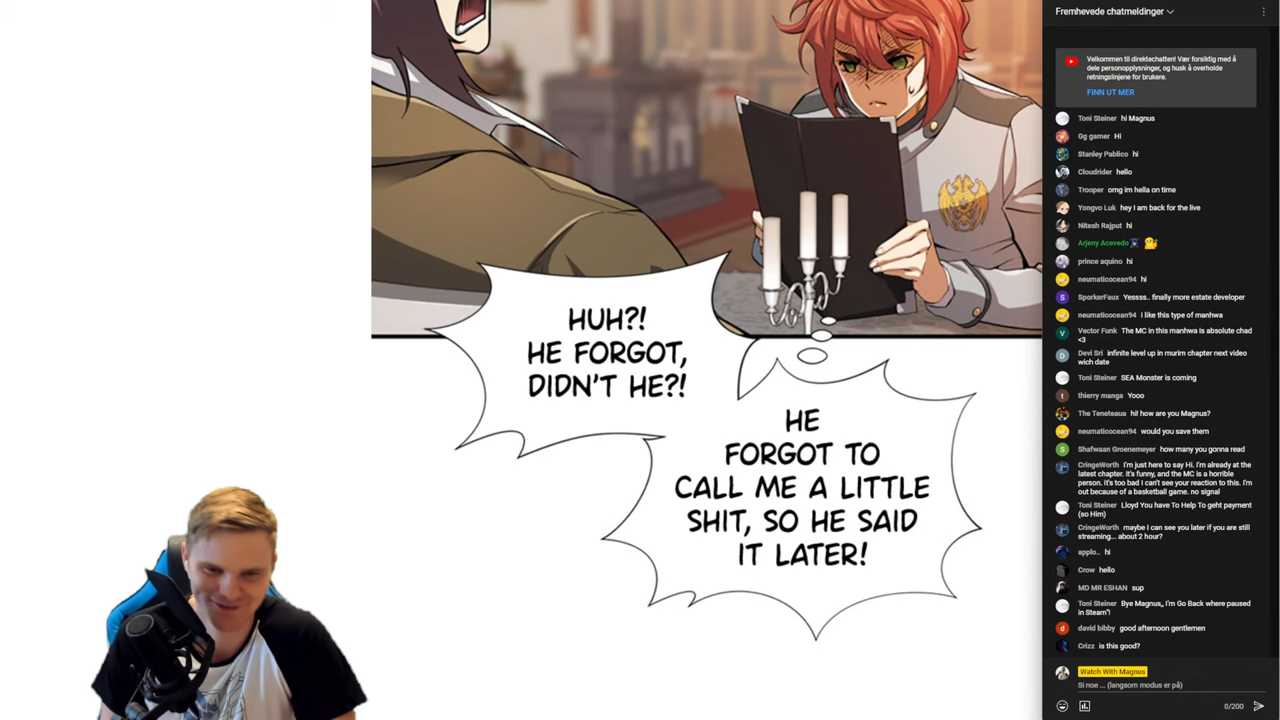 HUH?!
HE FORGOT,
DIDN'T HE?!
HE
FORGOT TO
CALL ME A LITTLE
SHIT, SO HE SAID
IT LATER!
Fremhevede chatmeldinger
Velkommen til direktechatten! Vær forsiktig med å
dele personopplysninger, og husk å overholde
retningslinjene for brukere.
FINN UT MER
Toni Steiner hi Magnus
Gg gamer Hi
Stanley Pablico hi
Cloudrider hello
Trooper omg im hella on time
Yongvo Luk hey I am back for the live
Nitesh Rajput hi
Arjeny Acevedo
prince aquino hi
neumaticocean94 hi
S
SporkerFaux Yessss.. finally more estate developer
neumaticocean94 i like this type of manhwa
V
Vector Funk The MC in this manhwa is absolute chad
<3
Devi Sri infinite level up in murim chapter next video
wich date
Toni Steiner SEA Monster is coming
thierry manga Yooo
The Teneteaua hi! how are you Magnus?
neumaticocean94 would you save them
S
Shafwaan Groenemeyer how many you gonna read
CringeWorth I'm just here to say Hi. I'm already at the
latest chapter. it's funny, and the MC is a horrible
person. it's too bad I can't see your reaction to this. I'm
out because of a basketball game. no signal
Toni Steiner Lloyd You have To Help To geht payment
(so Him)
CringeWorth maybe I can see you later if you are still
streaming... about 2 hour?
applo.. hi
Crow hello
MD MR ESHAN sup
Toni Steiner Bye Magnus,, I'm Go Back where paused
in Steam"!
d
david bibby good afternoon gentlemen
Crizz is this good?
Watch With Magnus
Si noe ... (langsom modus er på)
0/200